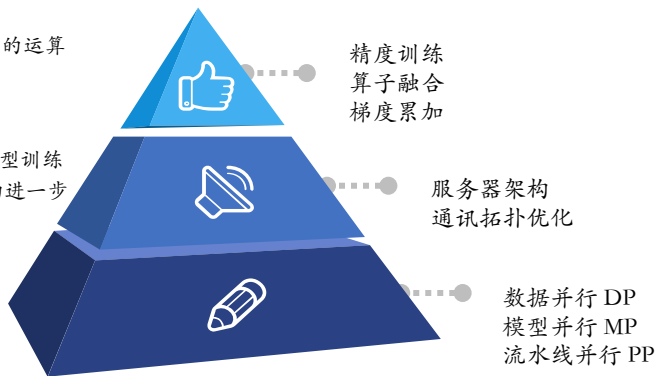 的运算
精度训练
算子融合
梯度累加
型训练
进一步
服务器架构
通讯拓扑优化
数据并行 DP
模型并行 MP
流水线并行 PP